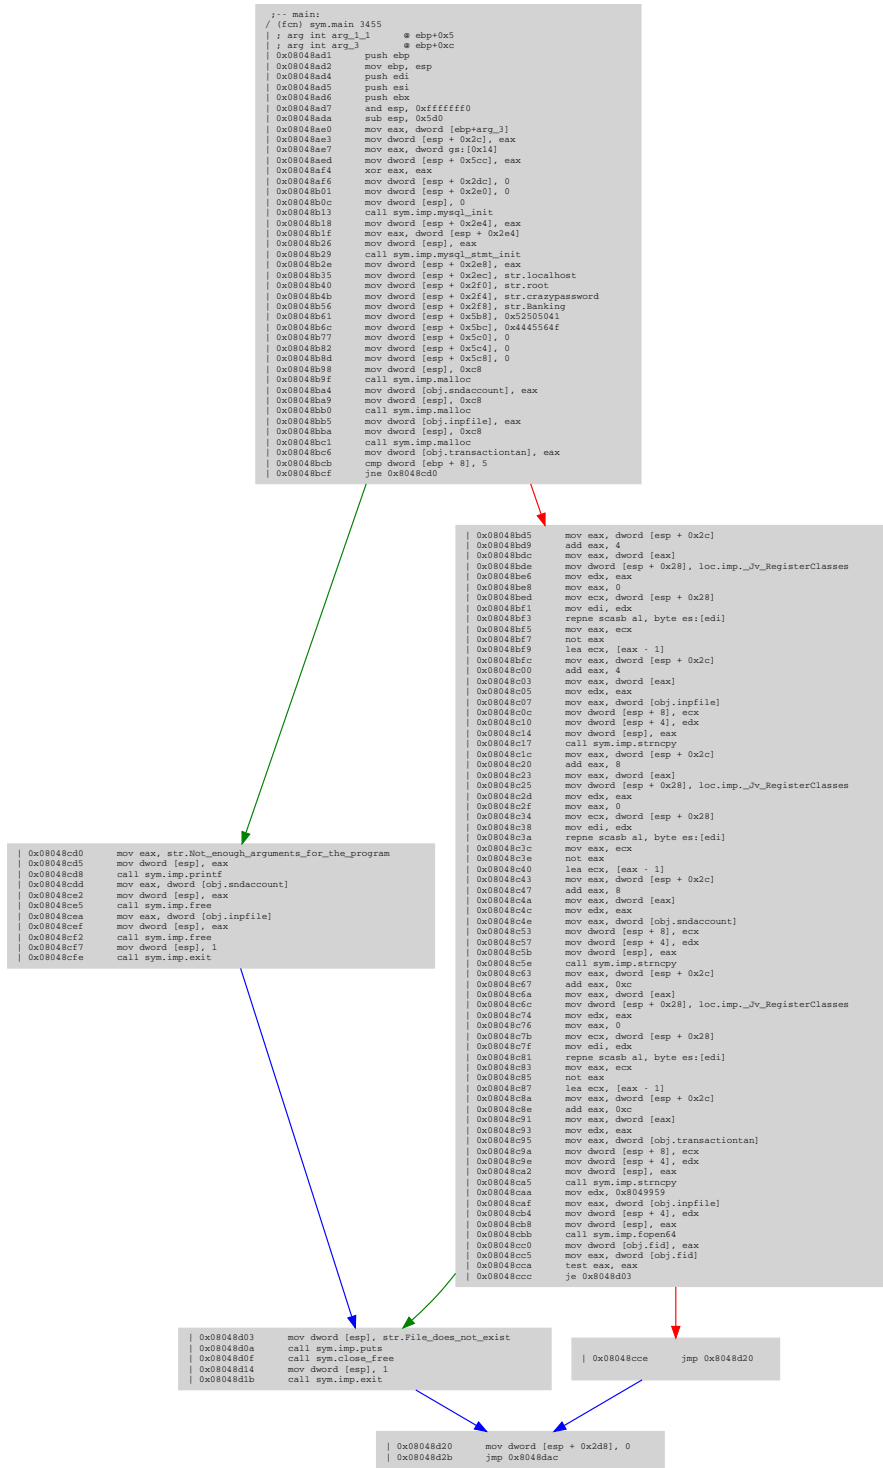 ;-- main:
/ (fcn) sym.main 3455
| ; arg int arg_1_1 @ ebp+0x5
| ; arg int arg_3 @ ebp+0xc
| 0x08048ad1 push ebp
| 0x08048ad2 mov ebp, esp
| 0x08048ad4 push edi
| 0x08048ad5 push esi
| 0x08048ad6 push ebx
| 0x08048ad7 and esp, 0xfffffff0
| 0x08048ada sub esp, 0x5d0
| 0x08048ae0 mov eax, dword [ebp+arg_3]
| 0x08048ae3 mov dword [esp + 0x2c], eax
| 0x08048ae7 mov eax, dword gs:[0x14]
| 0x08048aed mov dword [esp + 0x5cc], eax
| 0x08048af4 xor eax, eax
| 0x08048af6 mov dword [esp + 0x2dc], 0
| 0x08048b01 mov dword [esp + 0x2e0], 0
| 0x08048b0c mov dword [esp], 0
| 0x08048b13 call sym.imp.mysql_init
| 0x08048b18 mov dword [esp + 0x2e4], eax
| 0x08048b1f mov eax, dword [esp + 0x2e4]
| 0x08048b26 mov dword [esp], eax
| 0x08048b29 call sym.imp.mysql_stmt_init
| 0x08048b2e mov dword [esp + 0x2e8], eax
| 0x08048b35 mov dword [esp + 0x2ec], str.localhost
| 0x08048b40 mov dword [esp + 0x2f0], str.root
| 0x08048b4b mov dword [esp + 0x2f4], str.crazypassword
| 0x08048b56 mov dword [esp + 0x2f8], str.Banking
| 0x08048b61 mov dword [esp + 0x5b8], 0x52505041
| 0x08048b6c mov dword [esp + 0x5bc], 0x4445564f
| 0x08048b77 mov dword [esp + 0x5c0], 0
| 0x08048b82 mov dword [esp + 0x5c4], 0
| 0x08048b8d mov dword [esp + 0x5c8], 0
| 0x08048b98 mov dword [esp], 0xc8
| 0x08048b9f call sym.imp.malloc
| 0x08048ba4 mov dword [obj.sndaccount], eax
| 0x08048ba9 mov dword [esp], 0xc8
| 0x08048bb0 call sym.imp.malloc
| 0x08048bb5 mov dword [obj.inpfile], eax
| 0x08048bba mov dword [esp], 0xc8
| 0x08048bc1 call sym.imp.malloc
| 0x08048bc6 mov dword [obj.transactiontan], eax
| 0x08048bcb cmp dword [ebp + 8], 5
| 0x08048bcf jne 0x8048cd0
| 0x08048bd5 mov eax, dword [esp + 0x2c]
| 0x08048bd9 add eax, 4
| 0x08048bdc mov eax, dword [eax]
| 0x08048bde mov dword [esp + 0x28], loc.imp._Jv_RegisterClasses
| 0x08048be6 mov edx, eax
| 0x08048be8 mov eax, 0
| 0x08048bed mov ecx, dword [esp + 0x28]
| 0x08048bf1 mov edi, edx
| 0x08048bf3 repne scasb al, byte es:[edi]
| 0x08048bf5 mov eax, ecx
| 0x08048bf7 not eax
| 0x08048bf9 lea ecx, [eax - 1]
| 0x08048bfc mov eax, dword [esp + 0x2c]
| 0x08048c00 add eax, 4
| 0x08048c03 mov eax, dword [eax]
| 0x08048c05 mov edx, eax
| 0x08048c07 mov eax, dword [obj.inpfile]
| 0x08048c0c mov dword [esp + 8], ecx
| 0x08048c10 mov dword [esp + 4], edx
| 0x08048c14 mov dword [esp], eax
| 0x08048c17 call sym.imp.strncpy
| 0x08048c1c mov eax, dword [esp + 0x2c]
| 0x08048c20 add eax, 8
| 0x08048c23 mov eax, dword [eax]
| 0x08048c25 mov dword [esp + 0x28], loc.imp._Jv_RegisterClasses
| 0x08048c2d mov edx, eax
| 0x08048c2f mov eax, 0
| 0x08048c34 mov ecx, dword [esp + 0x28]
| 0x08048c38 mov edi, edx
| 0x08048c3a repne scasb al, byte es:[edi]
| 0x08048c3c mov eax, ecx
| 0x08048c3e not eax
| 0x08048c40 lea ecx, [eax - 1]
| 0x08048c43 mov eax, dword [esp + 0x2c]
| 0x08048c47 add eax, 8
| 0x08048c4a mov eax, dword [eax]
| 0x08048c4c mov edx, eax
| 0x08048c4e mov eax, dword [obj.sndaccount]
| 0x08048c53 mov dword [esp + 8], ecx
| 0x08048c57 mov dword [esp + 4], edx
| 0x08048c5b mov dword [esp], eax
| 0x08048c5e call sym.imp.strncpy
| 0x08048c63 mov eax, dword [esp + 0x2c]
| 0x08048c67 add eax, 0xc
| 0x08048c6a mov eax, dword [eax]
| 0x08048c6c mov dword [esp + 0x28], loc.imp._Jv_RegisterClasses
| 0x08048c74 mov edx, eax
| 0x08048c76 mov eax, 0
| 0x08048c7b mov ecx, dword [esp + 0x28]
| 0x08048c7f mov edi, edx
| 0x08048c81 repne scasb al, byte es:[edi]
| 0x08048c83 mov eax, ecx
| 0x08048c85 not eax
| 0x08048c87 lea ecx, [eax - 1]
| 0x08048c8a mov eax, dword [esp + 0x2c]
| 0x08048c8e add eax, 0xc
| 0x08048c91 mov eax, dword [eax]
| 0x08048c93 mov edx, eax
| 0x08048c95 mov eax, dword [obj.transactiontan]
| 0x08048c9a mov dword [esp + 8], ecx
| 0x08048c9e mov dword [esp + 4], edx
| 0x08048ca2 mov dword [esp], eax
| 0x08048ca5 call sym.imp.strncpy
| 0x08048caa mov edx, 0x8049959
| 0x08048caf mov eax, dword [obj.inpfile]
| 0x08048cb4 mov dword [esp + 4], edx
| 0x08048cb8 mov dword [esp], eax
| 0x08048cbb call sym.imp.fopen64
| 0x08048cc0 mov dword [obj.fid], eax
| 0x08048cc5 mov eax, dword [obj.fid]
| 0x08048cca test eax, eax
| 0x08048ccc je 0x8048d03
| 0x08048cd0 mov eax, str.Not_enough_arguments_for_the_program
| 0x08048cd5 mov dword [esp], eax
| 0x08048cd8 call sym.imp.printf
| 0x08048cdd mov eax, dword [obj.sndaccount]
| 0x08048ce2 mov dword [esp], eax
| 0x08048ce5 call sym.imp.free
| 0x08048cea mov eax, dword [obj.inpfile]
| 0x08048cef mov dword [esp], eax
| 0x08048cf2 call sym.imp.free
| 0x08048cf7 mov dword [esp], 1
| 0x08048cfe call sym.imp.exit
| 0x08048d03 mov dword [esp], str.File_does_not_exist
| 0x08048d0a call sym.imp.puts
| 0x08048d0f call sym.close_free
| 0x08048d14 mov dword [esp], 1
| 0x08048d1b call sym.imp.exit
| 0x08048cce jmp 0x8048d20
| 0x08048d20 mov dword [esp + 0x2d8], 0
| 0x08048d2b jmp 0x8048dac